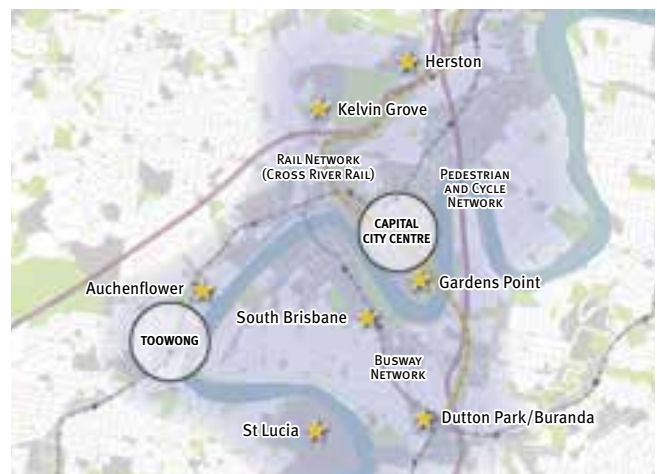 Herston
Kelvin Grove
Rail Network
(Cross River Rail)
Pedestrian
and Cycle
Network
CAPITAL
CITY CENTRE
Auchenflower
Gardens Point
South Brisbane
TOOWONG
Busway
Network
Dutton Park/Buranda
St Lucia